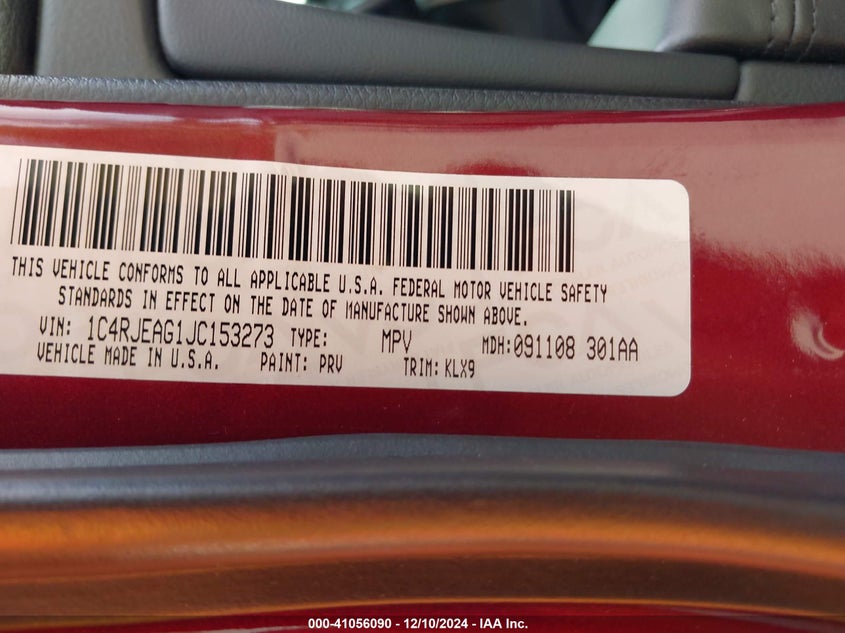 THIS VEHICLE CONFORMS TO ALL APPLICABLE U.S.A. FEDERAL MOTOR VEHICLE SAFETY
STANDARDS IN EFFECT ON THE DATE OF MANUFACTURE SHOWN ABOVE.
VIN: 1C4RJEAG1JC153273 TYPE: MPV MDH:091108 301AA
VEHICLE MADE IN U.S.A. PAINT: PRV TRIM: KLX9
000-41056090 - 12/10/2024 - IAA Inc.